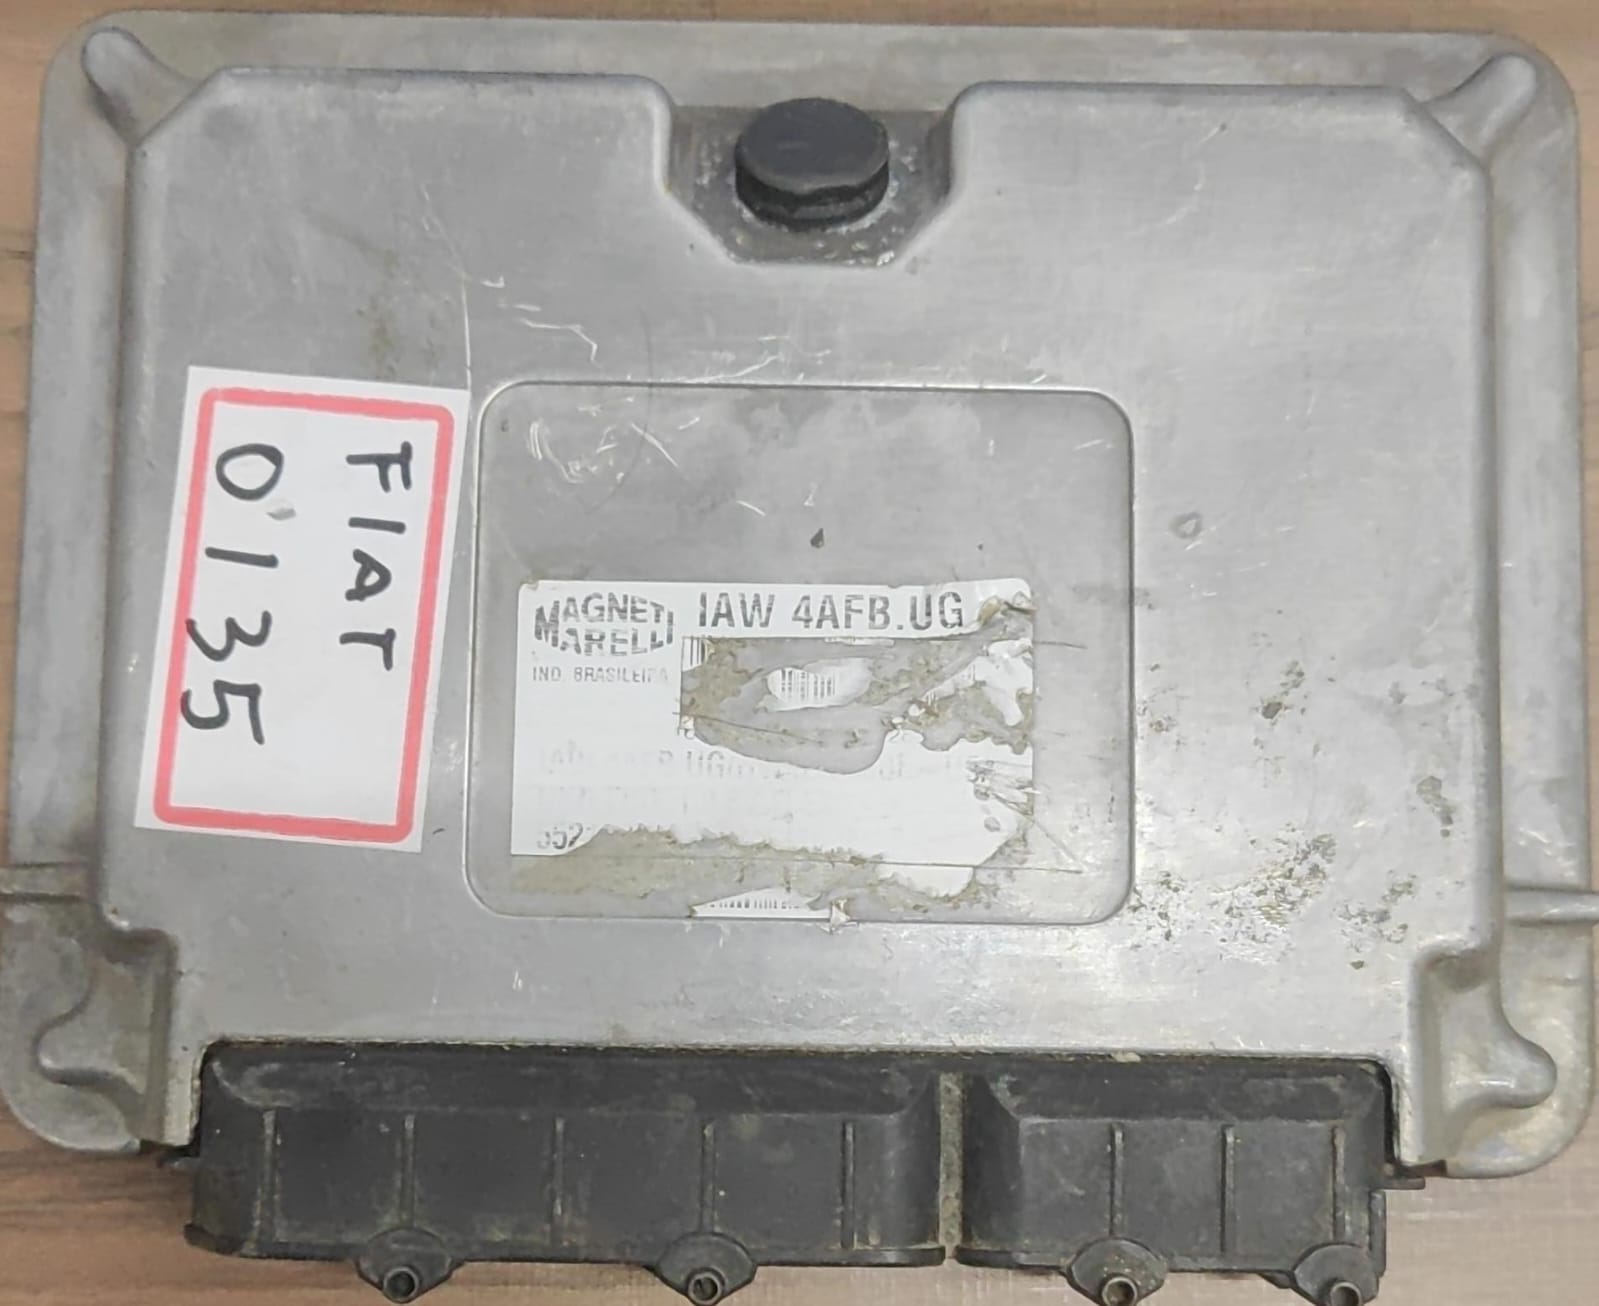 FIAT
0135
MAGNETI
MARELLI
IAW 4AFB.UG
IND. BRASILEIRA